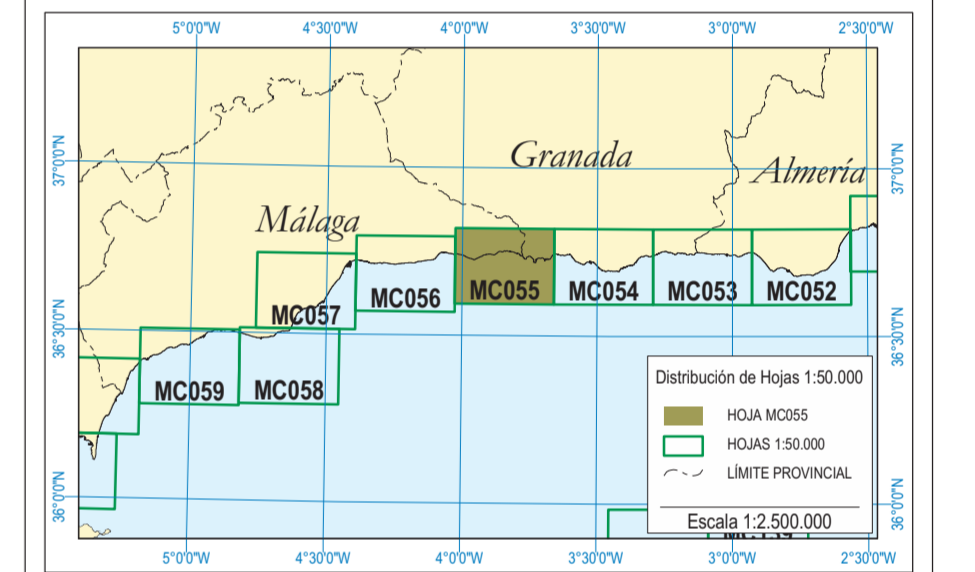 5°0'0"W 4°30'0"W 4°0'0"W 3°30'0"W 3°0'0"W 2°30'0"W
37°0'0"N
37°0'0"N
Granada
Almería
Málaga
MC057
MC056
MC055
MC054
MC053
MC052
36°30'0"N
36°30'0"N
MC059
MC058
Distribución de Hojas 1:50.000
HOJA MC055
HOJAS 1:50.000
LÍMITE PROVINCIAL
Escala 1:2.500.000
36°0'0"N
36°0'0"N
5°0'0"W 4°30'0"W 4°0'0"W 3°30'0"W 3°0'0"W 2°30'0"W